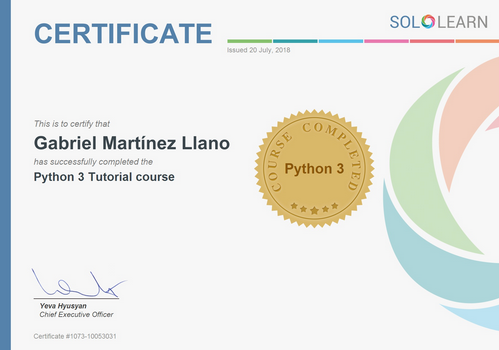 CERTIFICATE
SOLOLEARN
Issued 20 July, 2018
This is to certify that
Gabriel Martínez Llano
has successfully completed the
Python 3 Tutorial course
COURSE COMPLETED
Python 3
Yeva Hyusyan
Chief Executive Officer
Certificate #1073-10053031